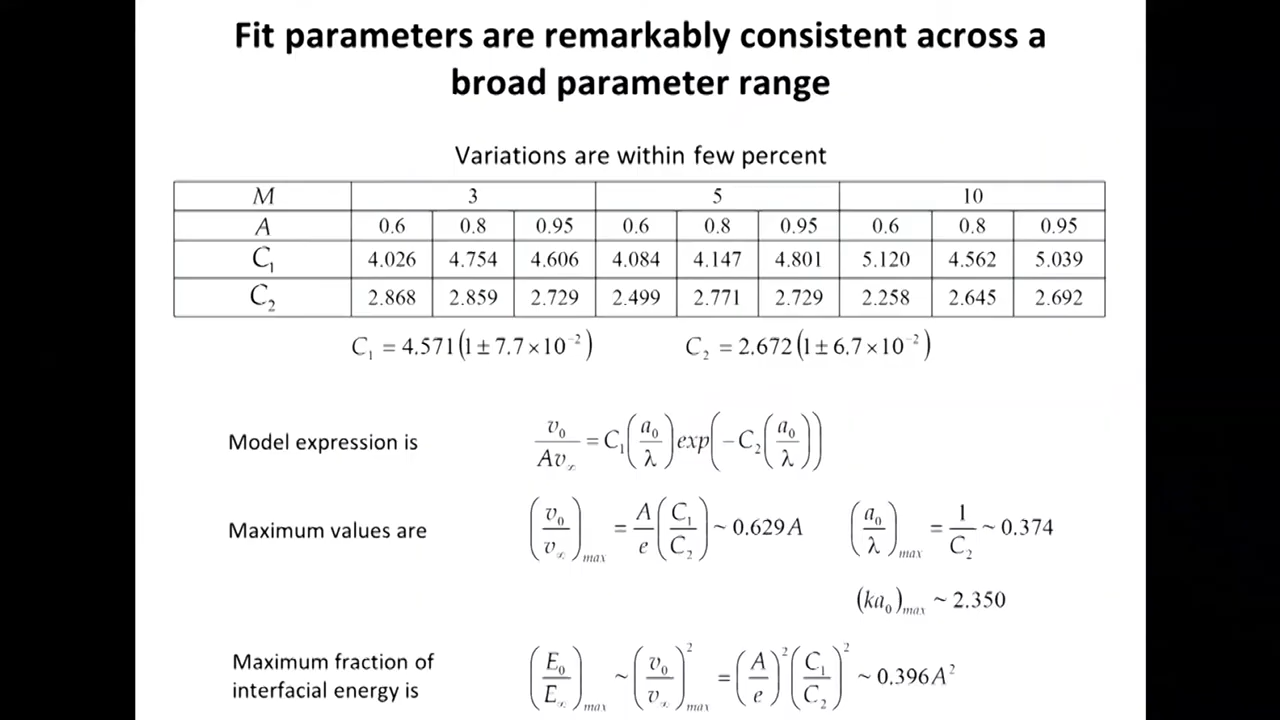 Fit parameters are remarkably consistent across a
broad parameter range
Variations are within few percent
M 3 5 10
A 0.6 0.8 0.95 0.6 0.8 0.95 0.6 0.8 0.95
C₁ 4.026 4.754 4.606 4.084 4.147 4.801 5.120 4.562 5.039
C₂ 2.868 2.859 2.729 2.499 2.771 2.729 2.258 2.645 2.692
C₁ = 4.571(1 ± 7.7 × 10⁻²) C₂ = 2.672(1 ± 6.7 × 10⁻²)
Model expression is v₀/Av∞ = C₁(a₀/λ)exp(−C₂(a₀/λ))
Maximum values are (v₀/v∞)max = A/e (C₁/C₂) ~ 0.629A (a₀/λ)max = 1/C₂ ~ 0.374
(ka₀)max ~ 2.350
Maximum fraction of
interfacial energy is (E₀/E∞)max ~ (v₀/v∞)²max = (A/e)²(C₁/C₂)² ~ 0.396A²